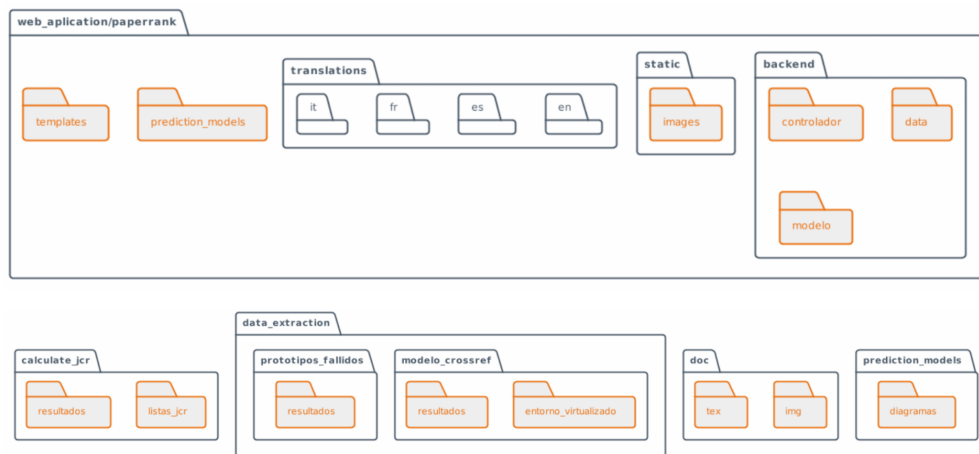 web_aplication/paperrank
templates
prediction_models
translations
it
fr
es
en
static
images
backend
controlador
data
modelo
calculate_jcr
resultados
listas_jcr
data_extraction
prototipos_fallidos
resultados
modelo_crossref
resultados
entorno_virtualizado
doc
tex
img
prediction_models
diagramas